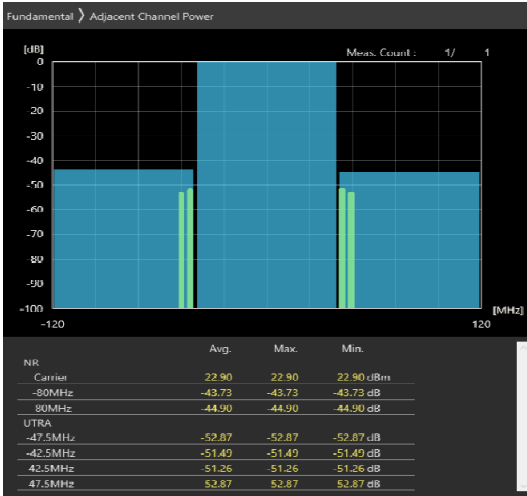 Fundamental 》 Adjacent Channel Power
[dB]
Meas. Count : 1/ 1
0
-10
-20
-30
-40
-50
-60
-70
-80
-90
-100
[MHz]
-120 120
Avg. Max. Min.
NR
Carrier 22.90 22.90 22.90 dBm
-80MHz -43.73 -43.73 -43.73 dB
80MHz -44.90 -44.90 -44.90 dB
UTRA
-47.5MHz -52.87 -52.87 -52.87 dB
-42.5MHz -51.49 -51.49 -51.49 dB
42.5MHz -51.26 -51.26 -51.26 dB
47.5MHz 52.87 52.87 52.87 dB